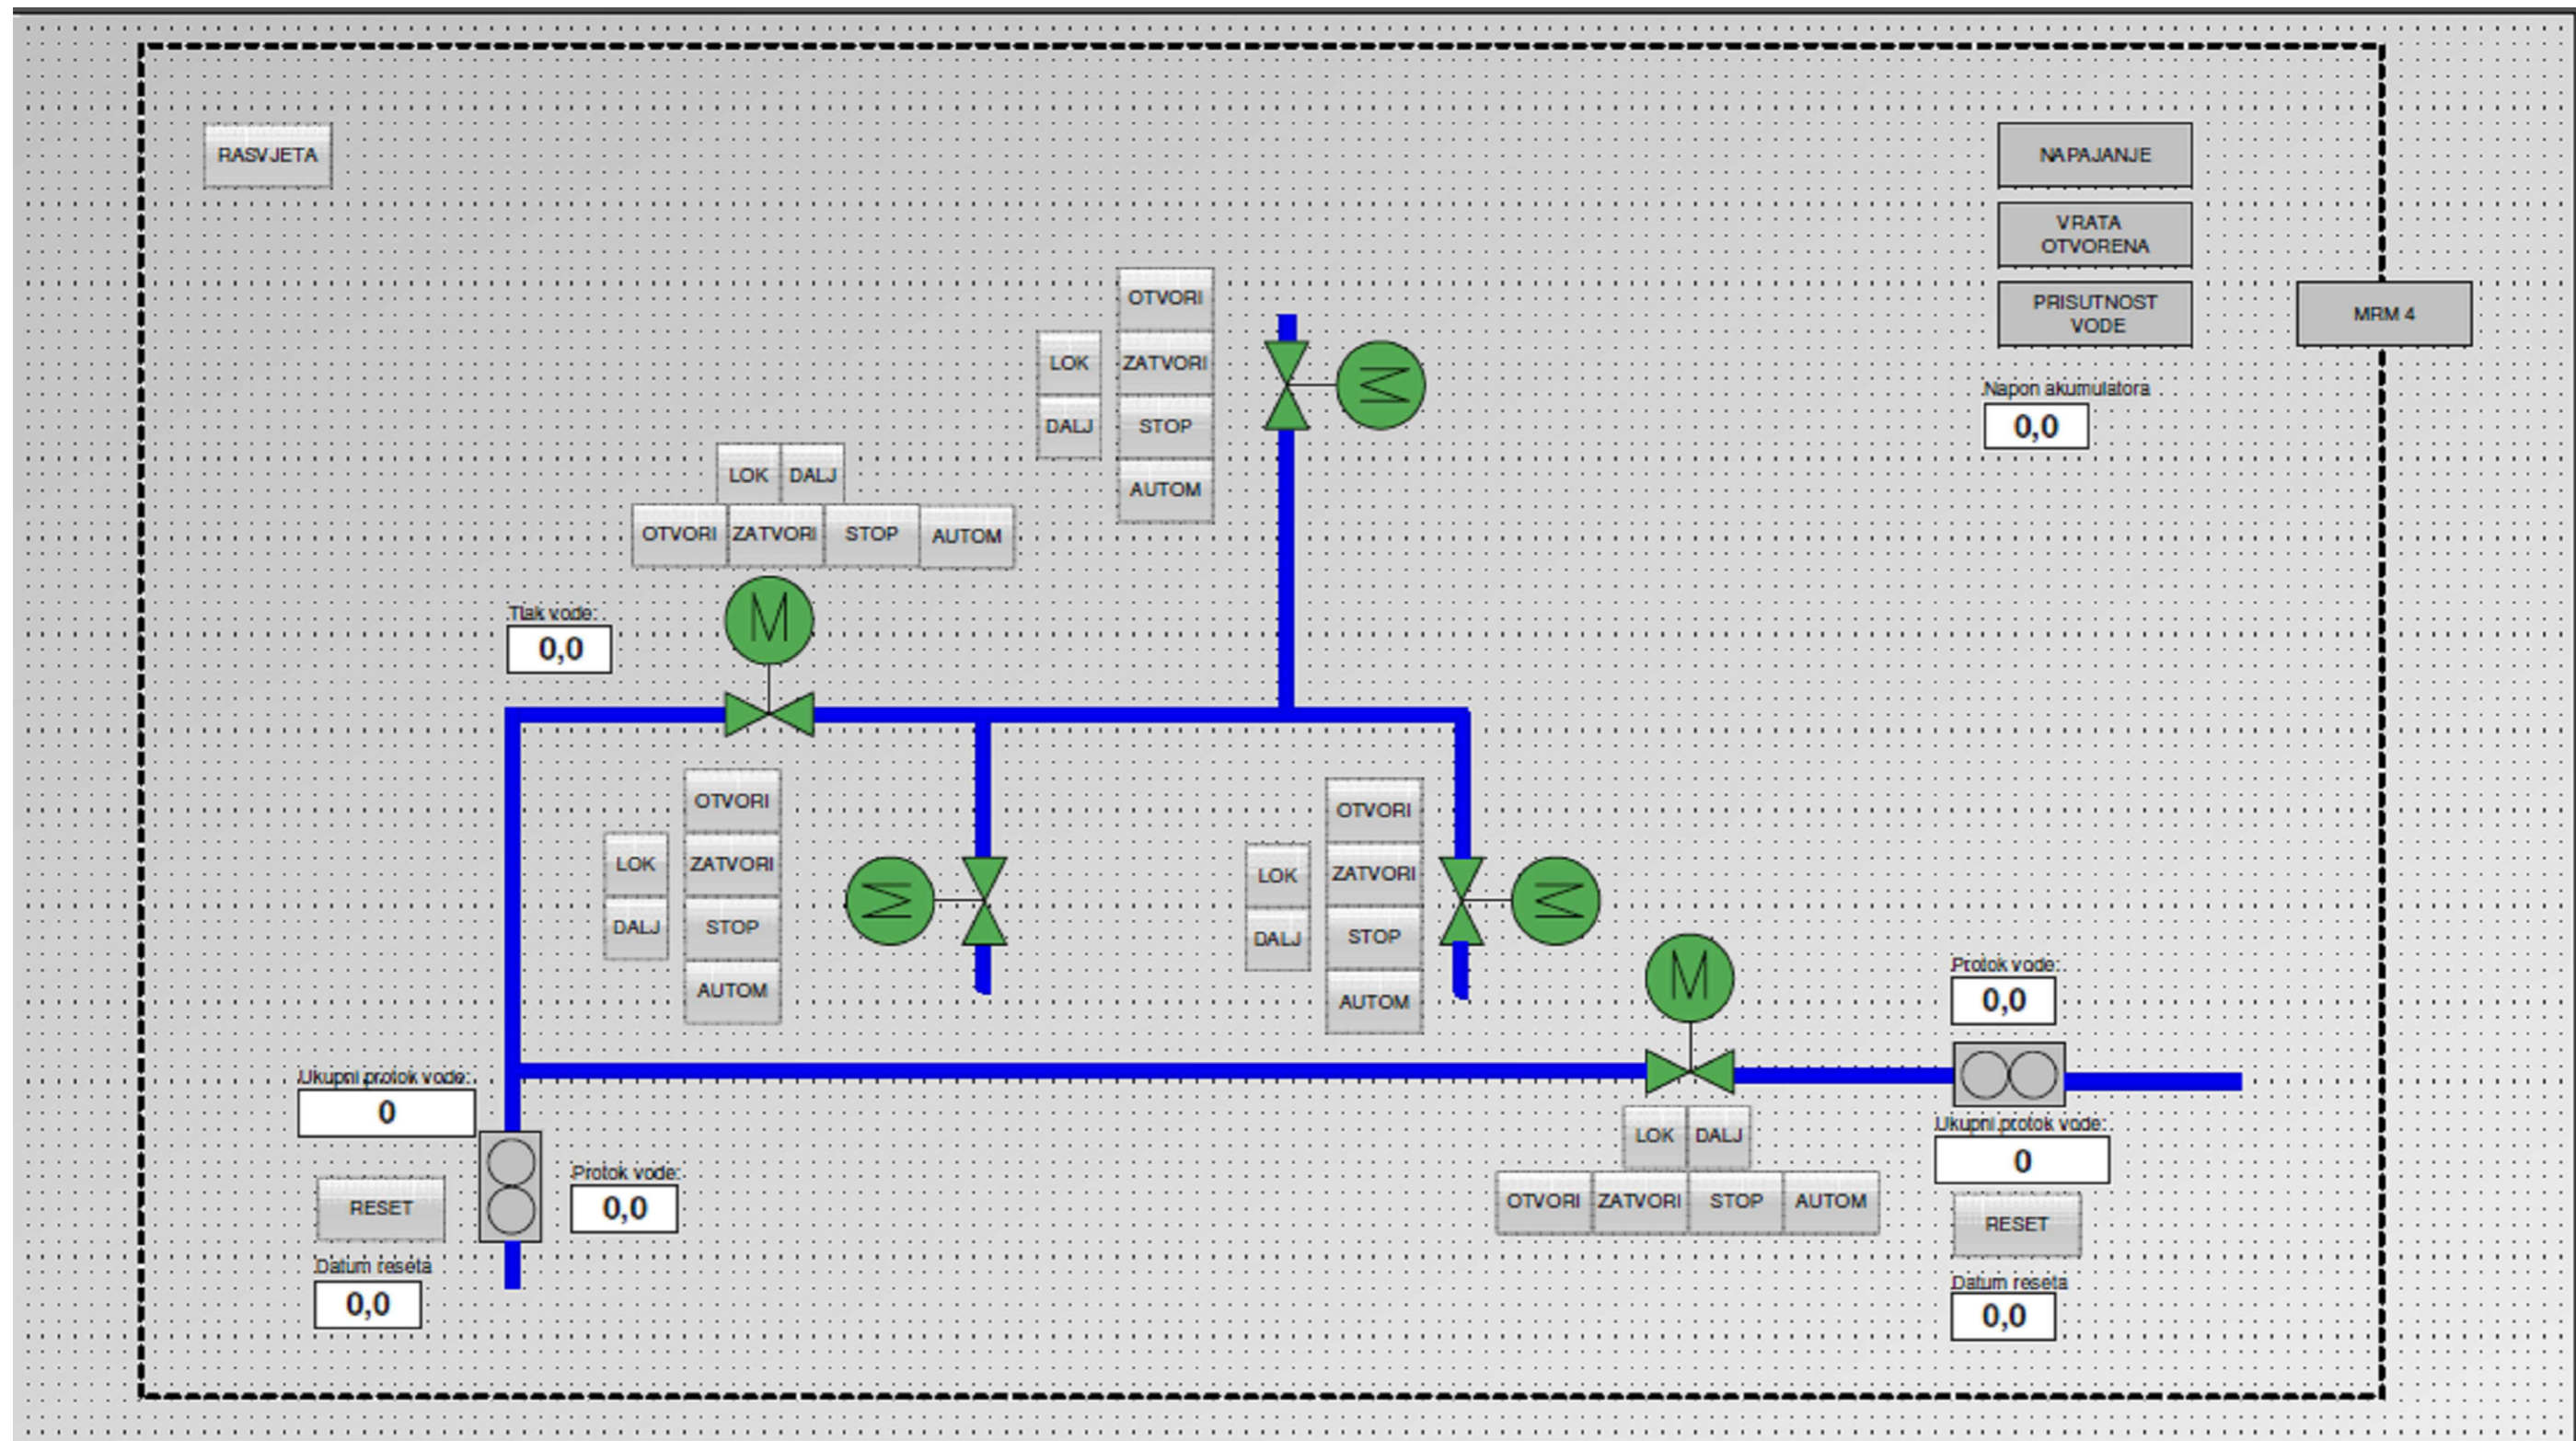 RASVJETA
NAPAJANJE
VRATA
OTVORENA
PRISUTNOST
VODE
MRM 4
Napon akumulatora
0,0
OTVORI
LOK
ZATVORI
DALJ
STOP
AUTOM
LOK
DALJ
OTVORI
ZATVORI
STOP
AUTOM
M
Tlak vode:
0,0
M
OTVORI
LOK
ZATVORI
DALJ
STOP
AUTOM
M
OTVORI
LOK
ZATVORI
DALJ
STOP
AUTOM
M
M
Protok vode:
0,0
LOK
DALJ
OTVORI
ZATVORI
STOP
AUTOM
Ukupni protok vode:
0
RESET
Datum reseta
0,0
Ukupni protok vode:
0
RESET
Protok vode:
0,0
Datum reseta
0,0